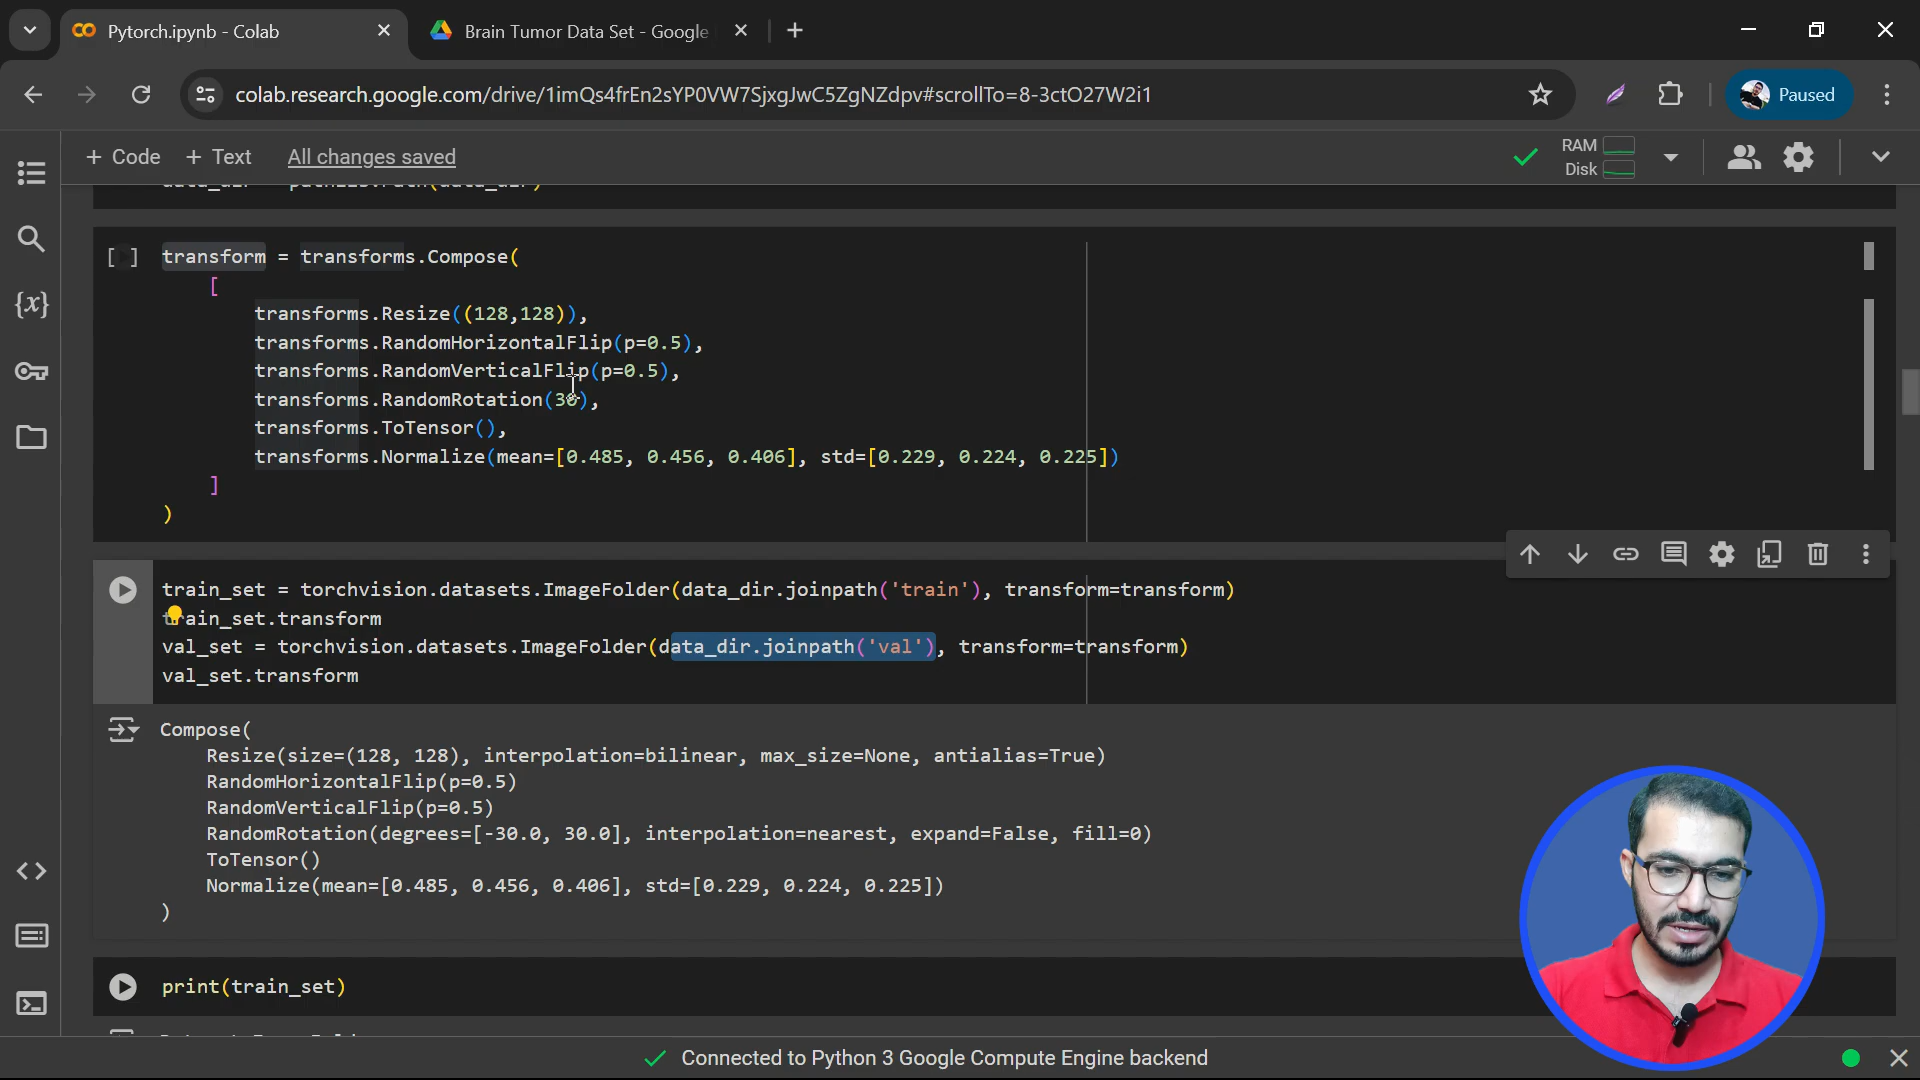 Pytorch.ipynb - Colab
Brain Tumor Data Set - Google
colab.research.google.com/drive/1imQs4frEn2sYP0VW7SjxgJwC5ZgNZdpv#scrollTo=8-3ctO27W2i1
Paused
+ Code + Text All changes saved
RAM
Disk
[ ] transform = transforms.Compose(
[
transforms.Resize((128,128)),
transforms.RandomHorizontalFlip(p=0.5),
transforms.RandomVerticalFlip(p=0.5),
transforms.RandomRotation(30),
transforms.ToTensor(),
transforms.Normalize(mean=[0.485, 0.456, 0.406], std=[0.229, 0.224, 0.225])
]
)
train_set = torchvision.datasets.ImageFolder(data_dir.joinpath('train'), transform=transform)
train_set.transform
val_set = torchvision.datasets.ImageFolder(data_dir.joinpath('val'), transform=transform)
val_set.transform
Compose(
Resize(size=(128, 128), interpolation=bilinear, max_size=None, antialias=True)
RandomHorizontalFlip(p=0.5)
RandomVerticalFlip(p=0.5)
RandomRotation(degrees=[-30.0, 30.0], interpolation=nearest, expand=False, fill=0)
ToTensor()
Normalize(mean=[0.485, 0.456, 0.406], std=[0.229, 0.224, 0.225])
)
print(train_set)
Connected to Python 3 Google Compute Engine backend